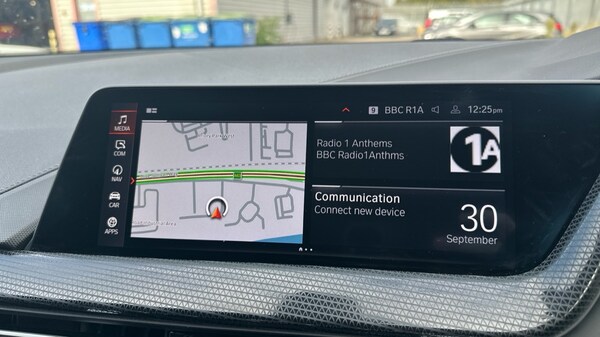 9 BBC R1A 12:25pm
MEDIA
COM
NAV
CAR
APPS
Radio 1 Anthems
BBC Radio1Anthms
1A
Communication
Connect new device
30
September